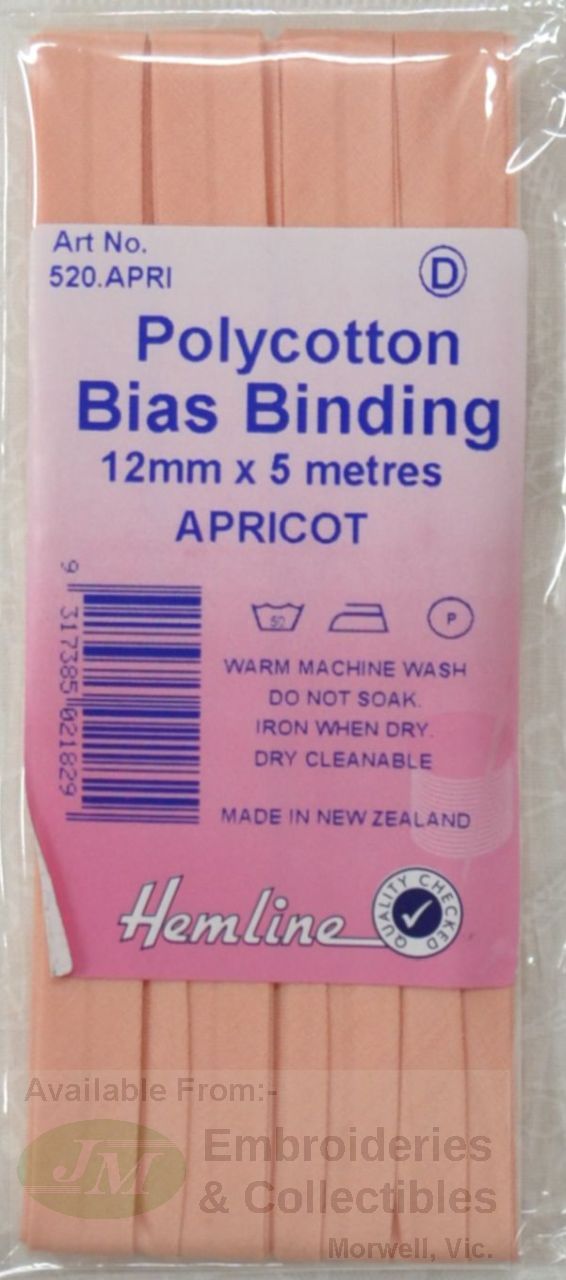 Art No.
520.APRI
D
Polycotton
Bias Binding
12mm x 5 metres
APRICOT
9 317385 021829
50
P
WARM MACHINE WASH
DO NOT SOAK.
IRON WHEN DRY.
DRY CLEANABLE
MADE IN NEW ZEALAND
Hemline
QUALITY CHECKED
Available From:-
JM
Embroideries
& Collectibles
Morwell, Vic.